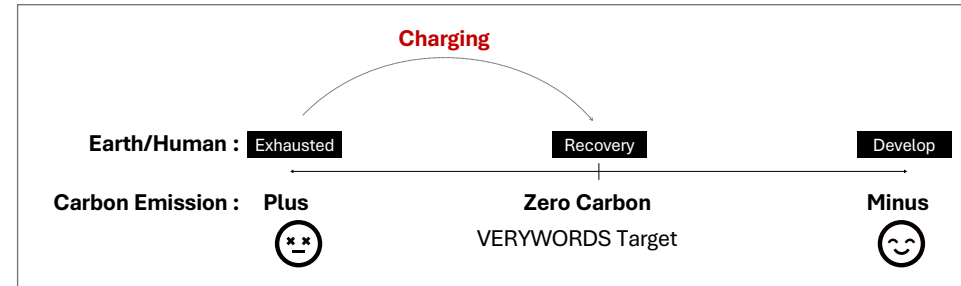 Charging
Earth/Human : Exhausted Recovery Develop
Carbon Emission : Plus Zero Carbon Minus
VERYWORDS Target